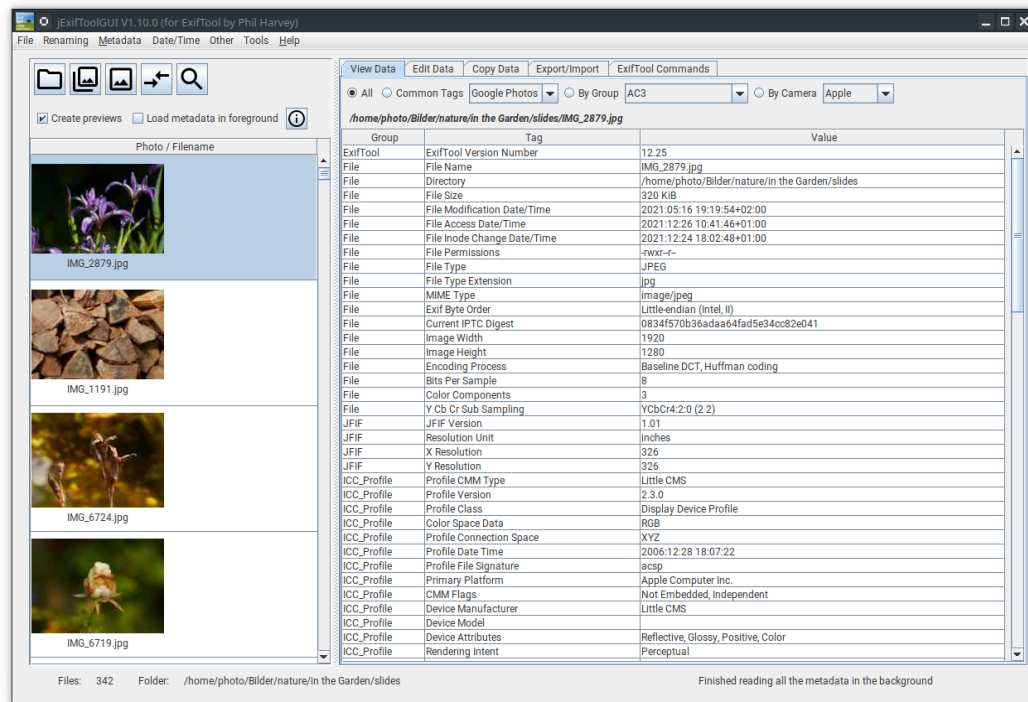 jExifToolGUI V1.10.0 (for ExifTool by Phil Harvey)
File Renaming Metadata Date/Time Other Tools Help
Create previews Load metadata in foreground
Photo / Filename
IMG_2879.jpg
IMG_1191.jpg
IMG_6724.jpg
IMG_6719.jpg
View Data Edit Data Copy Data Export/Import ExifTool Commands
All Common Tags Google Photos By Group AC3 By Camera Apple
/home/photo/Bilder/nature/in the Garden/slides/IMG_2879.jpg
Group Tag Value
ExifTool ExifTool Version Number 12.25
File File Name IMG_2879.jpg
File Directory /home/photo/Bilder/nature/in the Garden/slides
File File Size 320 KiB
File File Modification Date/Time 2021:05:16 19:19:54+02:00
File File Access Date/Time 2021:12:26 10:41:46+01:00
File File Inode Change Date/Time 2021:12:24 18:02:48+01:00
File File Permissions -rwxr--r--
File File Type JPEG
File File Type Extension jpg
File MIME Type image/jpeg
File Exif Byte Order Little-endian (Intel, II)
File Current IPTC Digest 0834f570b36adaa64fad5e34cc82e041
File Image Width 1920
File Image Height 1280
File Encoding Process Baseline DCT, Huffman coding
File Bits Per Sample 8
File Color Components 3
File Y Cb Cr Sub Sampling YCbCr4:2:0 (2 2)
JFIF JFIF Version 1.01
JFIF Resolution Unit inches
JFIF X Resolution 326
JFIF Y Resolution 326
ICC_Profile Profile CMM Type Little CMS
ICC_Profile Profile Version 2.3.0
ICC_Profile Profile Class Display Device Profile
ICC_Profile Color Space Data RGB
ICC_Profile Profile Connection Space XYZ
ICC_Profile Profile Date Time 2006:12:28 18:07:22
ICC_Profile Profile File Signature acsp
ICC_Profile Primary Platform Apple Computer Inc.
ICC_Profile CMM Flags Not Embedded, Independent
ICC_Profile Device Manufacturer Little CMS
ICC_Profile Device Model
ICC_Profile Device Attributes Reflective, Glossy, Positive, Color
ICC_Profile Rendering Intent Perceptual
Files: 342 Folder: /home/photo/Bilder/nature/in the Garden/slides Finished reading all the metadata in the background